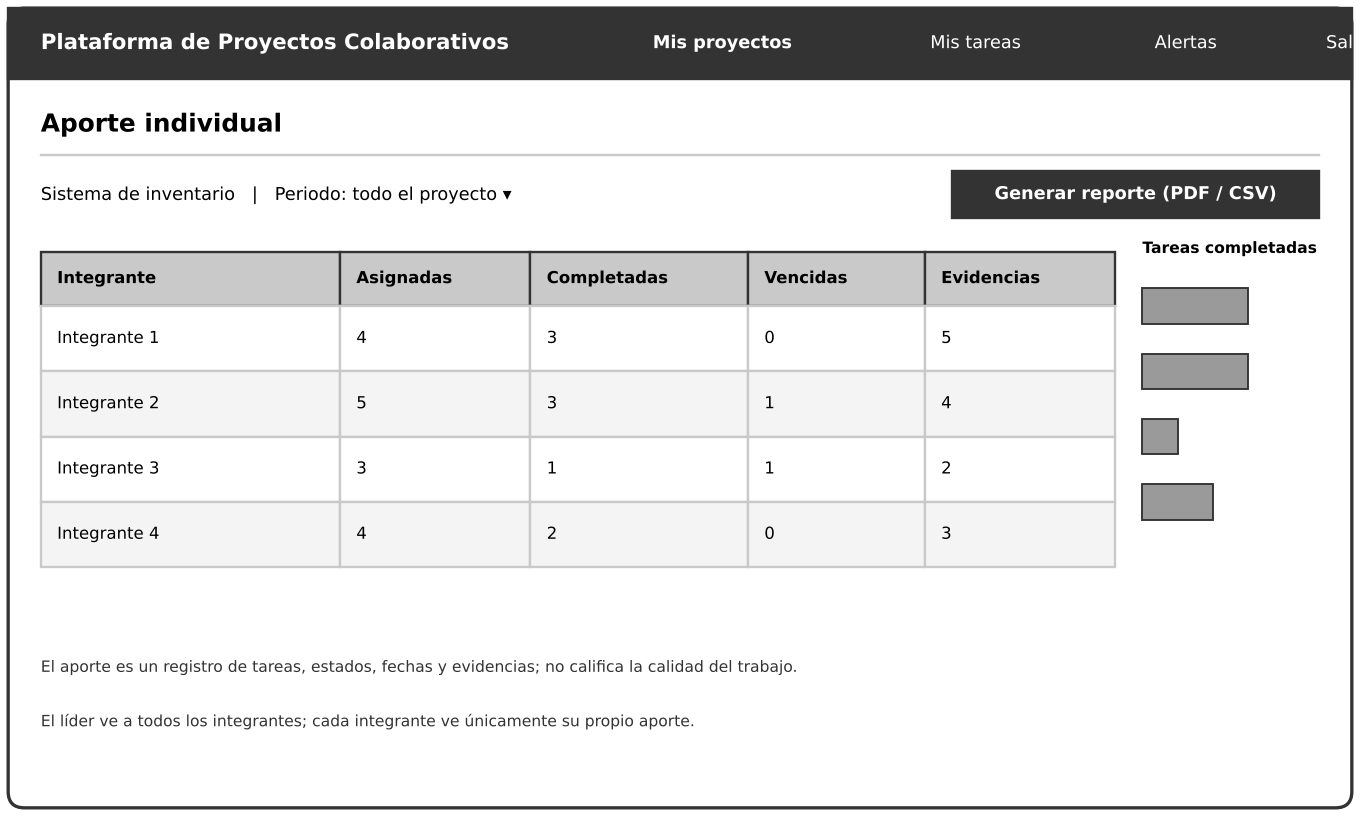 Plataforma de Proyectos Colaborativos Mis proyectos Mis tareas Alertas Sal
Aporte individual
Sistema de inventario | Periodo: todo el proyecto ▾ Generar reporte (PDF / CSV)
Tareas completadas
Integrante Asignadas Completadas Vencidas Evidencias
Integrante 1 4 3 0 5
Integrante 2 5 3 1 4
Integrante 3 3 1 1 2
Integrante 4 4 2 0 3
El aporte es un registro de tareas, estados, fechas y evidencias; no califica la calidad del trabajo.
El líder ve a todos los integrantes; cada integrante ve únicamente su propio aporte.